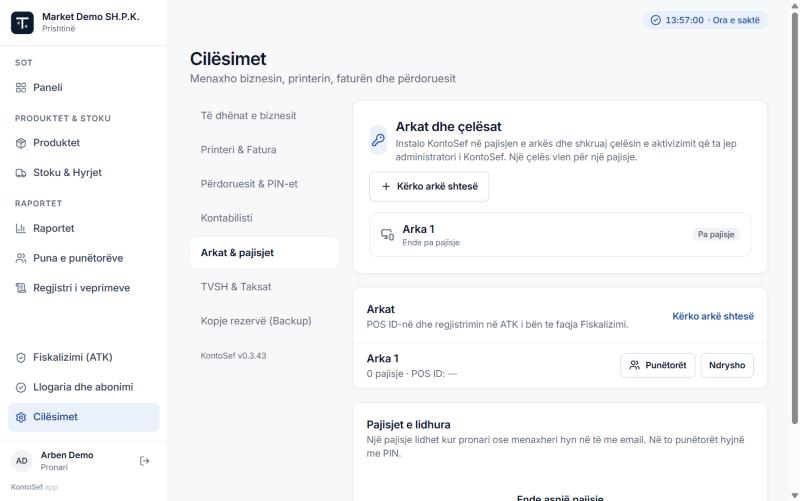 Market Demo SH.P.K.
Prishtinë
SOT
Paneli
PRODUKTET & STOKU
Produktet
Stoku & Hyrjet
RAPORTET
Raportet
Puna e punëtorëve
Regjistri i veprimeve
Fiskalizimi (ATK)
Llogaria dhe abonimi
Cilësimet
AD
Arben Demo
Pronari
KontoSef.app
13:57:00 · Ora e saktë
Cilësimet
Menaxho biznesin, printerin, faturën dhe përdoruesit
Të dhënat e biznesit
Printeri & Fatura
Përdoruesit & PIN-et
Kontabilisti
Arkat & pajisjet
TVSH & Taksat
Kopje rezervë (Backup)
KontoSef v0.3.43
Arkat dhe çelësat
Instalo KontoSef në pajisjen e arkës dhe shkruaj çelësin e aktivizimit që ta jep
administratori i KontoSef. Një çelës vlen për një pajisje.
Kërko arkë shtesë
Arka 1
Ende pa pajisje
Pa pajisje
Arkat
POS ID-në dhe regjistrimin në ATK i bën te faqja Fiskalizimi.
Kërko arkë shtesë
Arka 1
0 pajisje · POS ID: —
Punëtorët
Ndrysho
Pajisjet e lidhura
Një pajisje lidhet kur pronari ose menaxheri hyn në të me email. Në to punëtorët hyjnë
me PIN.
Ende asnjë pajisje